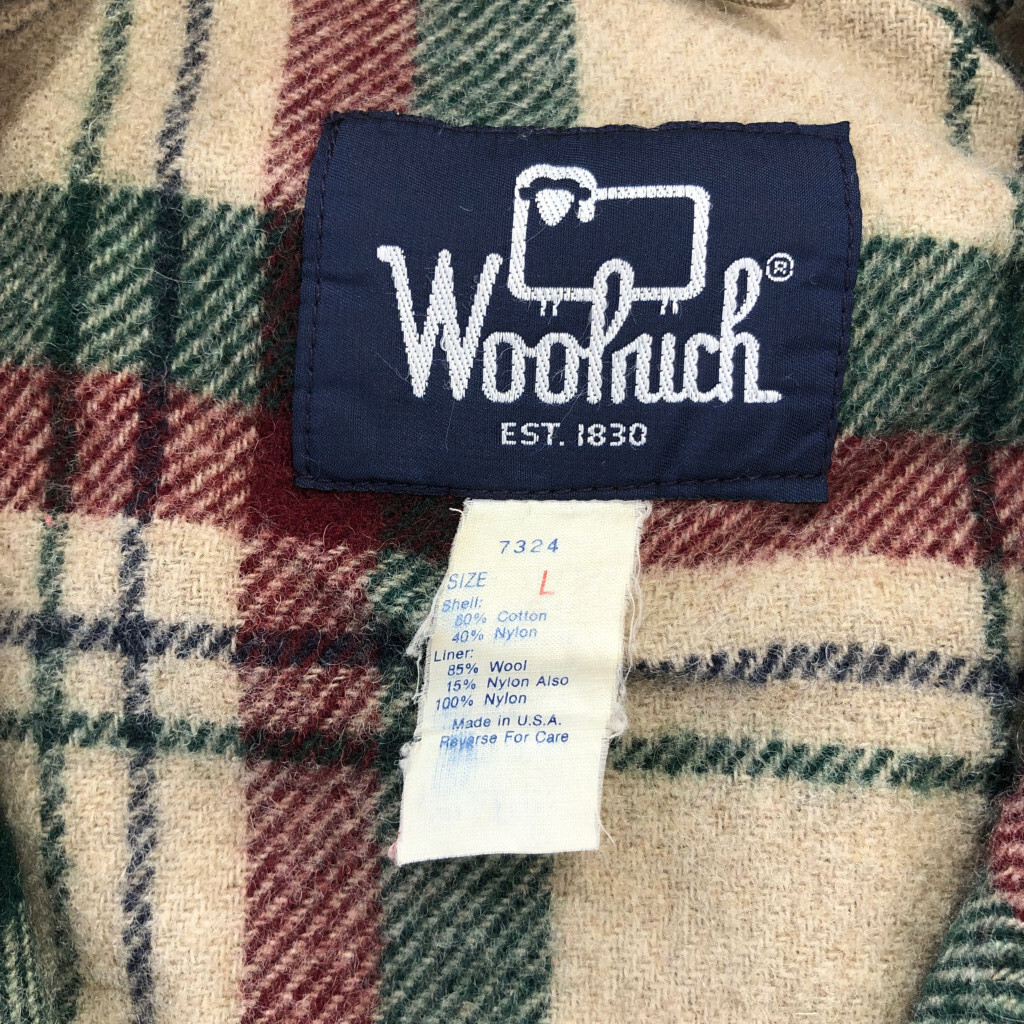 Woolrich®
EST. 1830
7324
SIZE L
Shell:
60% Cotton
40% Nylon
Liner:
85% Wool
15% Nylon Also
100% Nylon
Made in U.S.A.
Reverse For Care